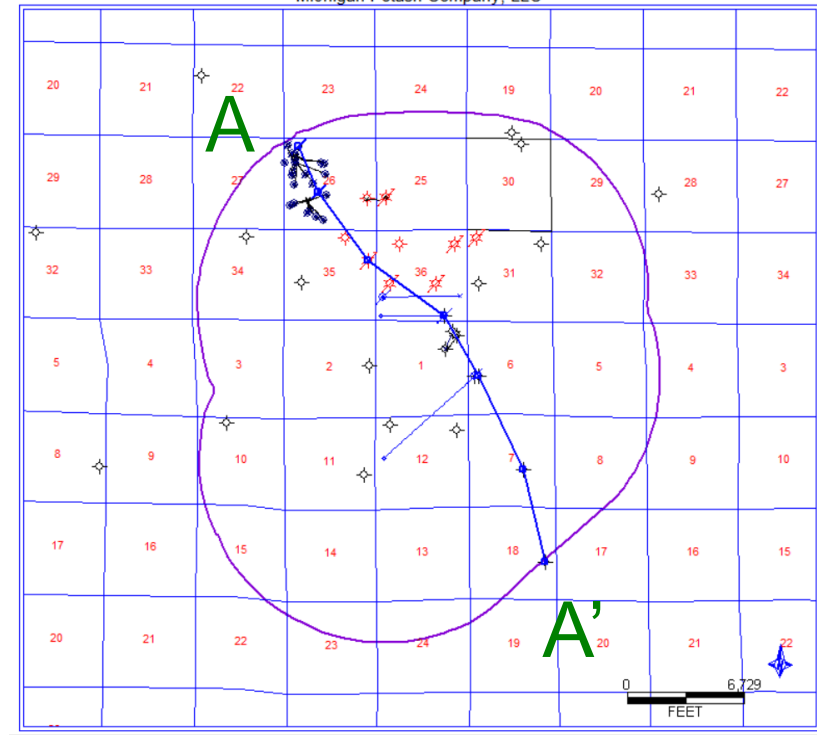 Michigan Potash Company, LLC
20 21 22 23 24 19 20 21 22
A
29 28 27 26 25 30 29 28 27
32 33 34 35 36 31 32 33 34
5 4 3 2 1 6 5 4 3
8 9 10 11 12 7 8 9 10
17 16 15 14 13 18 17 16 15
A’
20 21 22 23 24 19 20 21 22
0 6,729
FEET